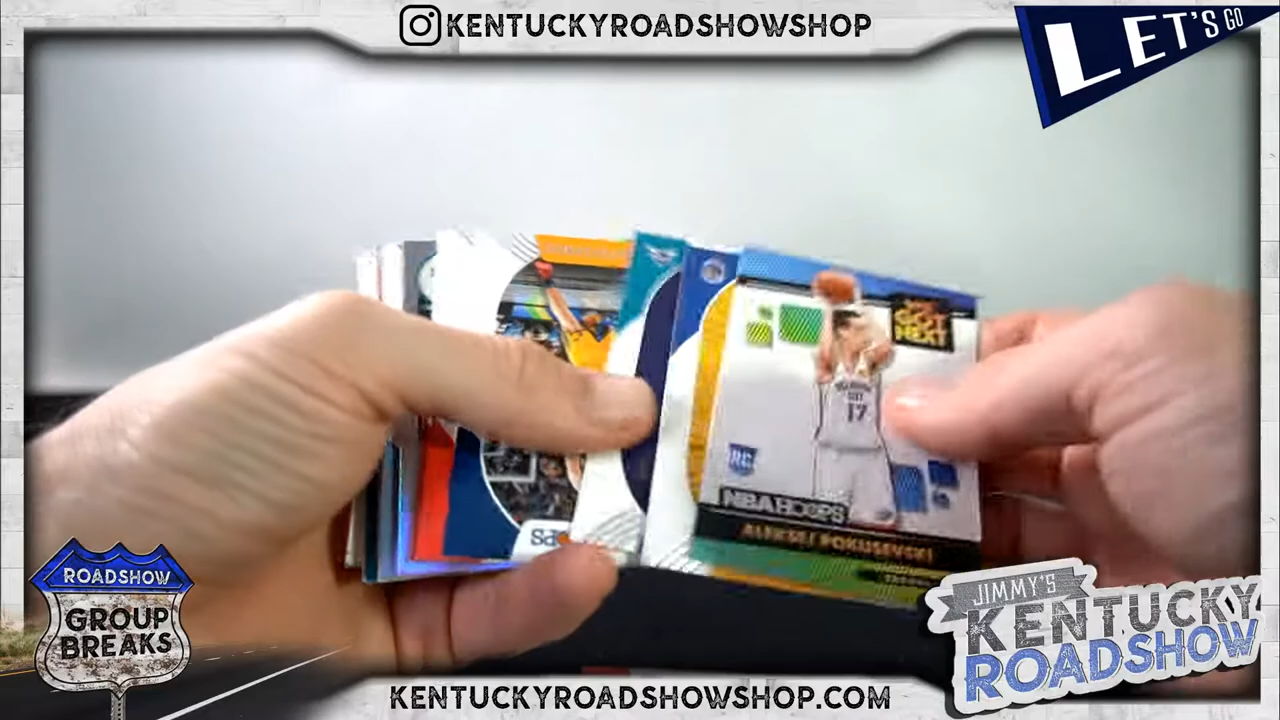 KENTUCKYROADSHOWSHOP
LET'S GO
GOT
NEXT
17
RC
NBA HOOPS
ALEKSEJ POKUSEVSKI
ROADSHOW
GROUP
BREAKS
JIMMY'S
KENTUCKY
ROADSHOW
KENTUCKYROADSHOWSHOP.COM